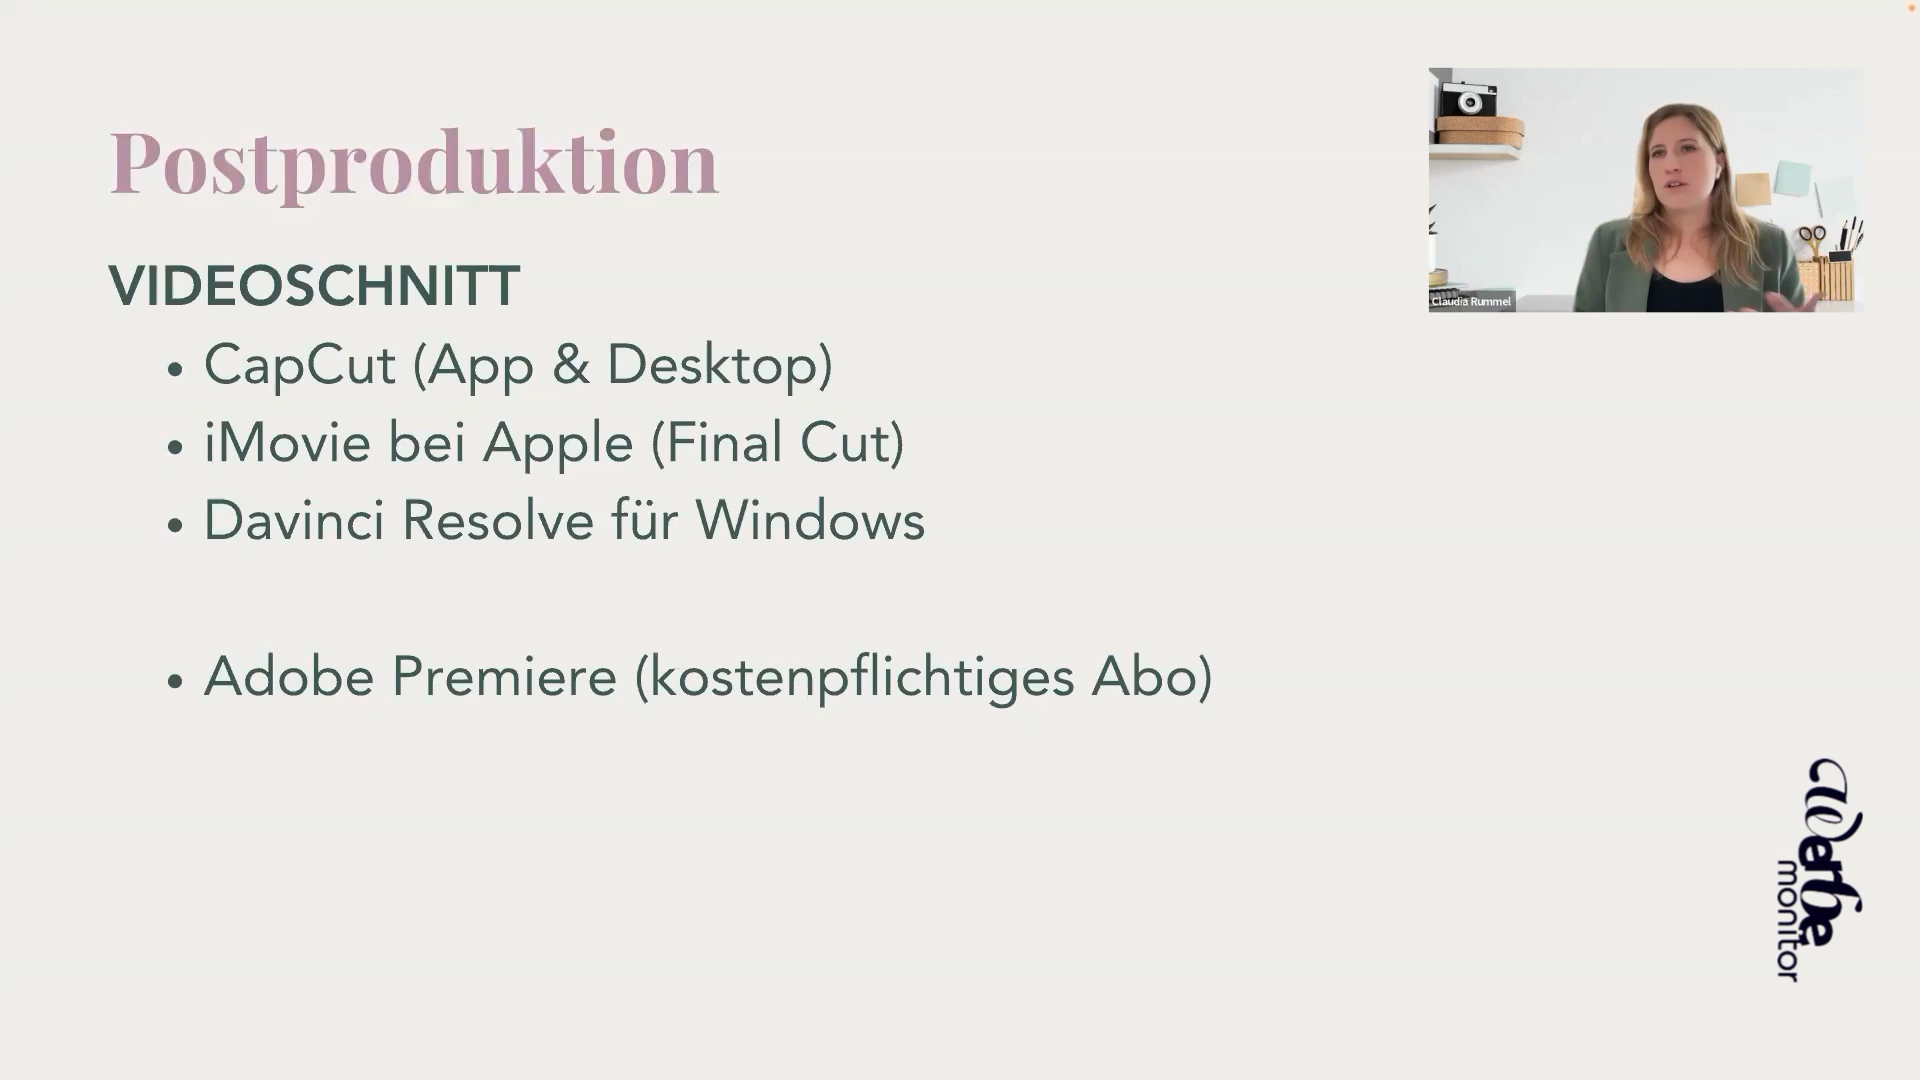 Postproduktion
VIDEOSCHNITT
• CapCut (App & Desktop)
• iMovie bei Apple (Final Cut)
• Davinci Resolve für Windows
• Adobe Premiere (kostenpflichtiges Abo)
Claudia Rummel
Werbe
monitor